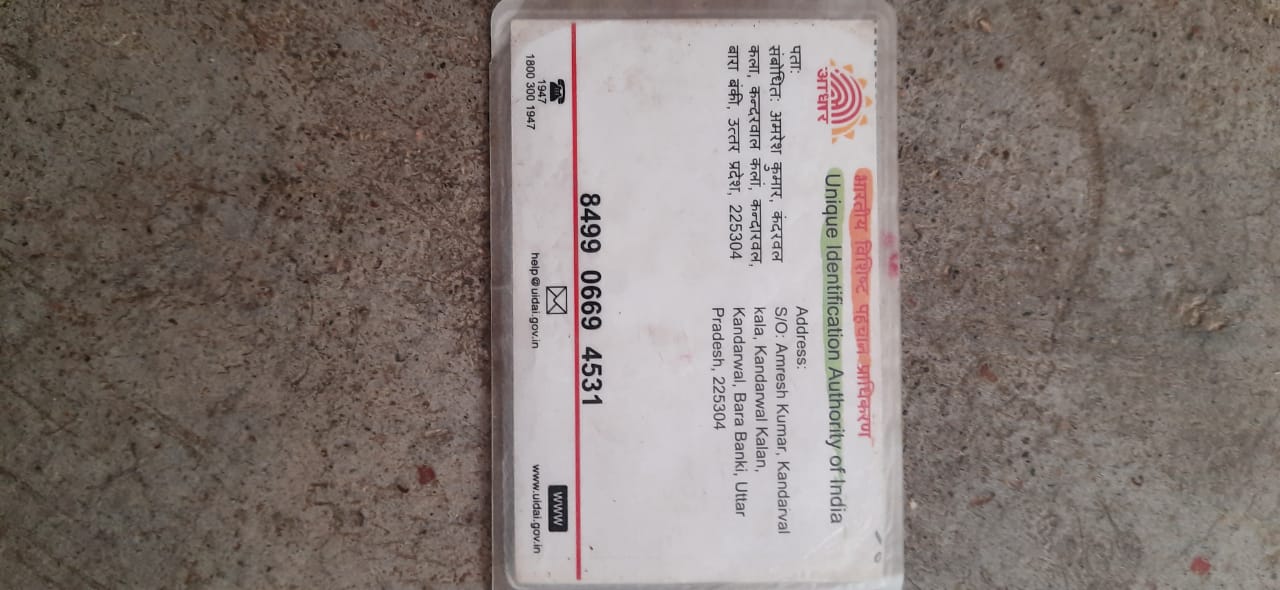 भारतीय विशिष्ट पहचान प्राधिकरण
Unique Identification Authority of India
आधार
पता:
संबोधित: अमरेश कुमार, कंदरवल
कला, कन्दरवाल कलां, कन्दारवल,
बारा बंकी, उत्तर प्रदेश, 225304
Address:
S/O: Amresh Kumar, Kandarval
kala, Kandarwal Kalan,
Kandarwal, Bara Banki, Uttar
Pradesh, 225304
8499 0669 4531
1947
1800 300 1947
help@uidai.gov.in
www
www.uidai.gov.in